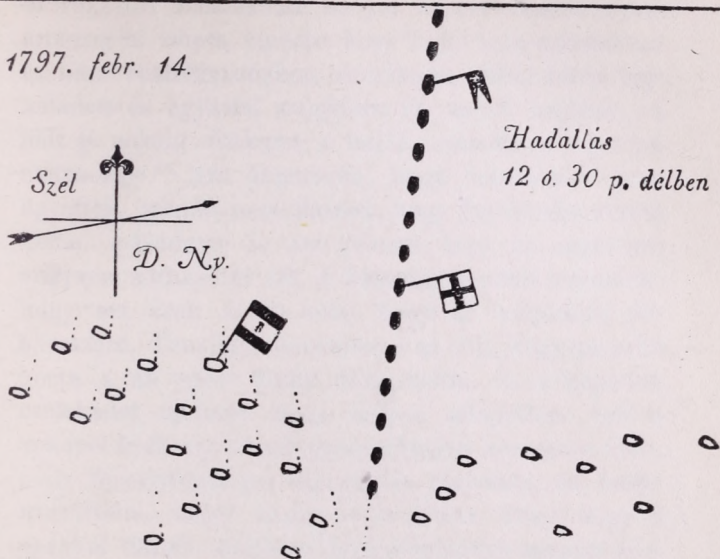 1797. febr. 14.
Hadállás
12 ó. 30 p. délben
Szél
D. Ny.